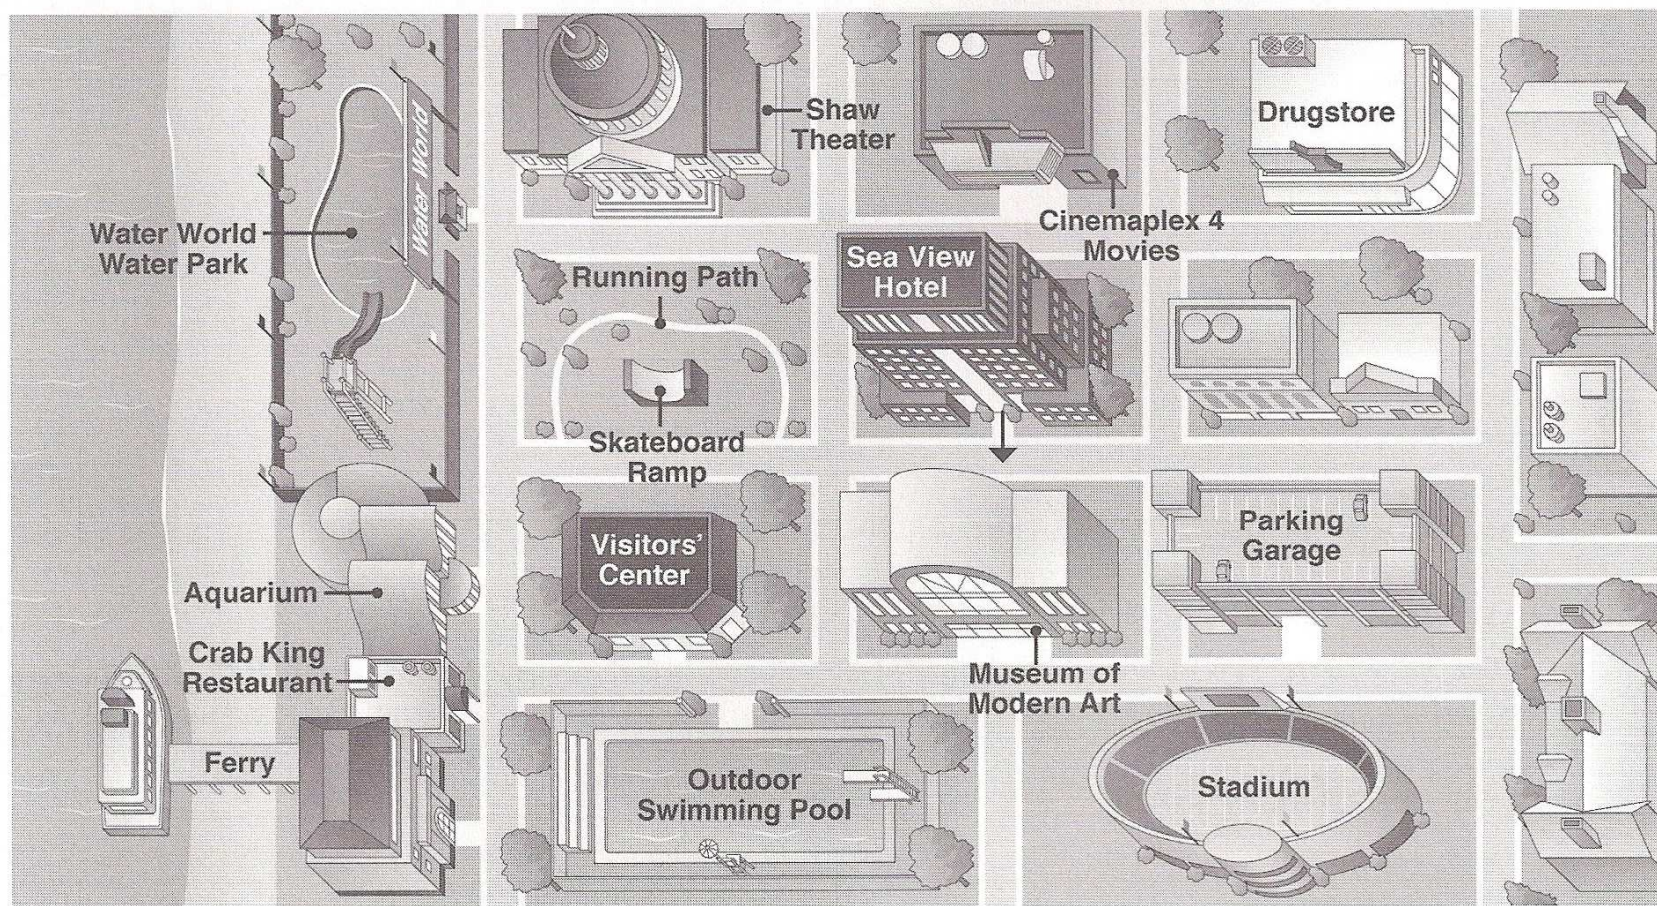 Shaw
Theater
Drugstore
Water World
Cinemaplex 4
Movies
Water World
Water Park
Sea View
Hotel
Running Path
Skateboard
Ramp
Visitors'
Center
Parking
Garage
Aquarium
Crab King
Restaurant
Museum of
Modern Art
Ferry
Outdoor
Swimming Pool
Stadium